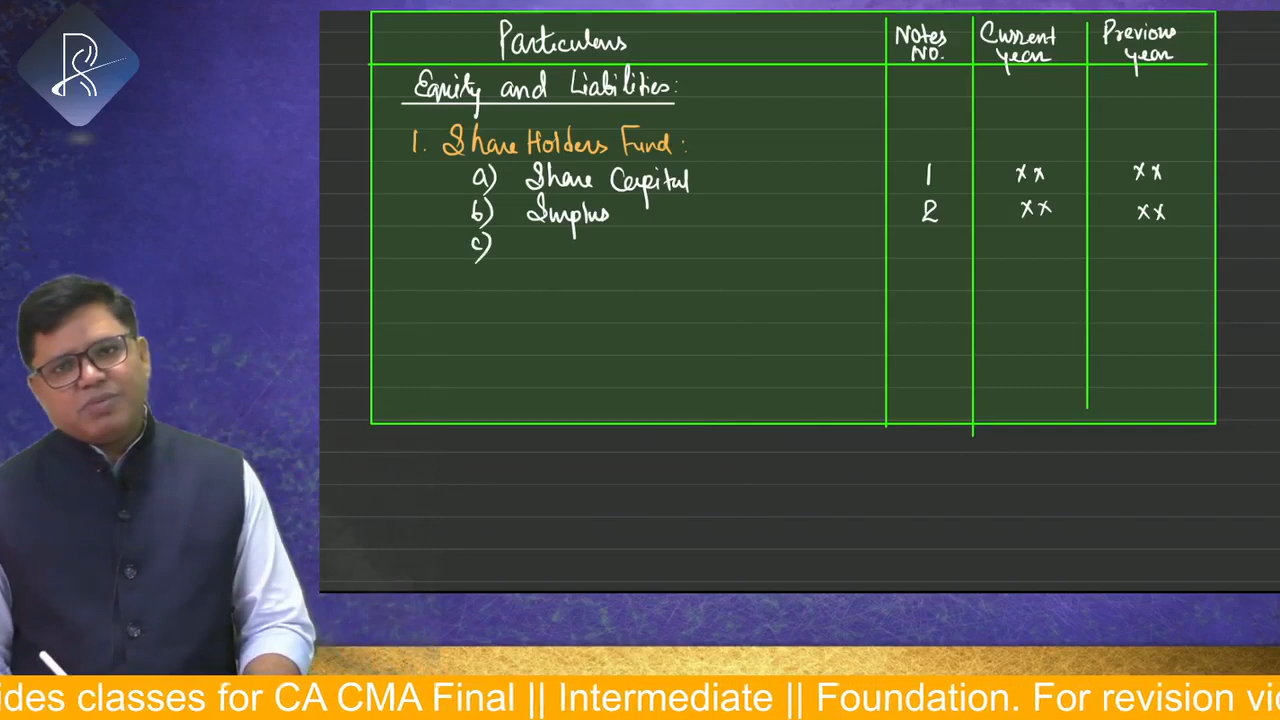 Particulars Notes No. Current year Previous year
Equity and Liabilities:
1. Share Holders Fund:
a) Share Capital 1 xx xx
b) Surplus 2 xx xx
c)
ides classes for CA CMA Final || Intermediate || Foundation. For revision vi